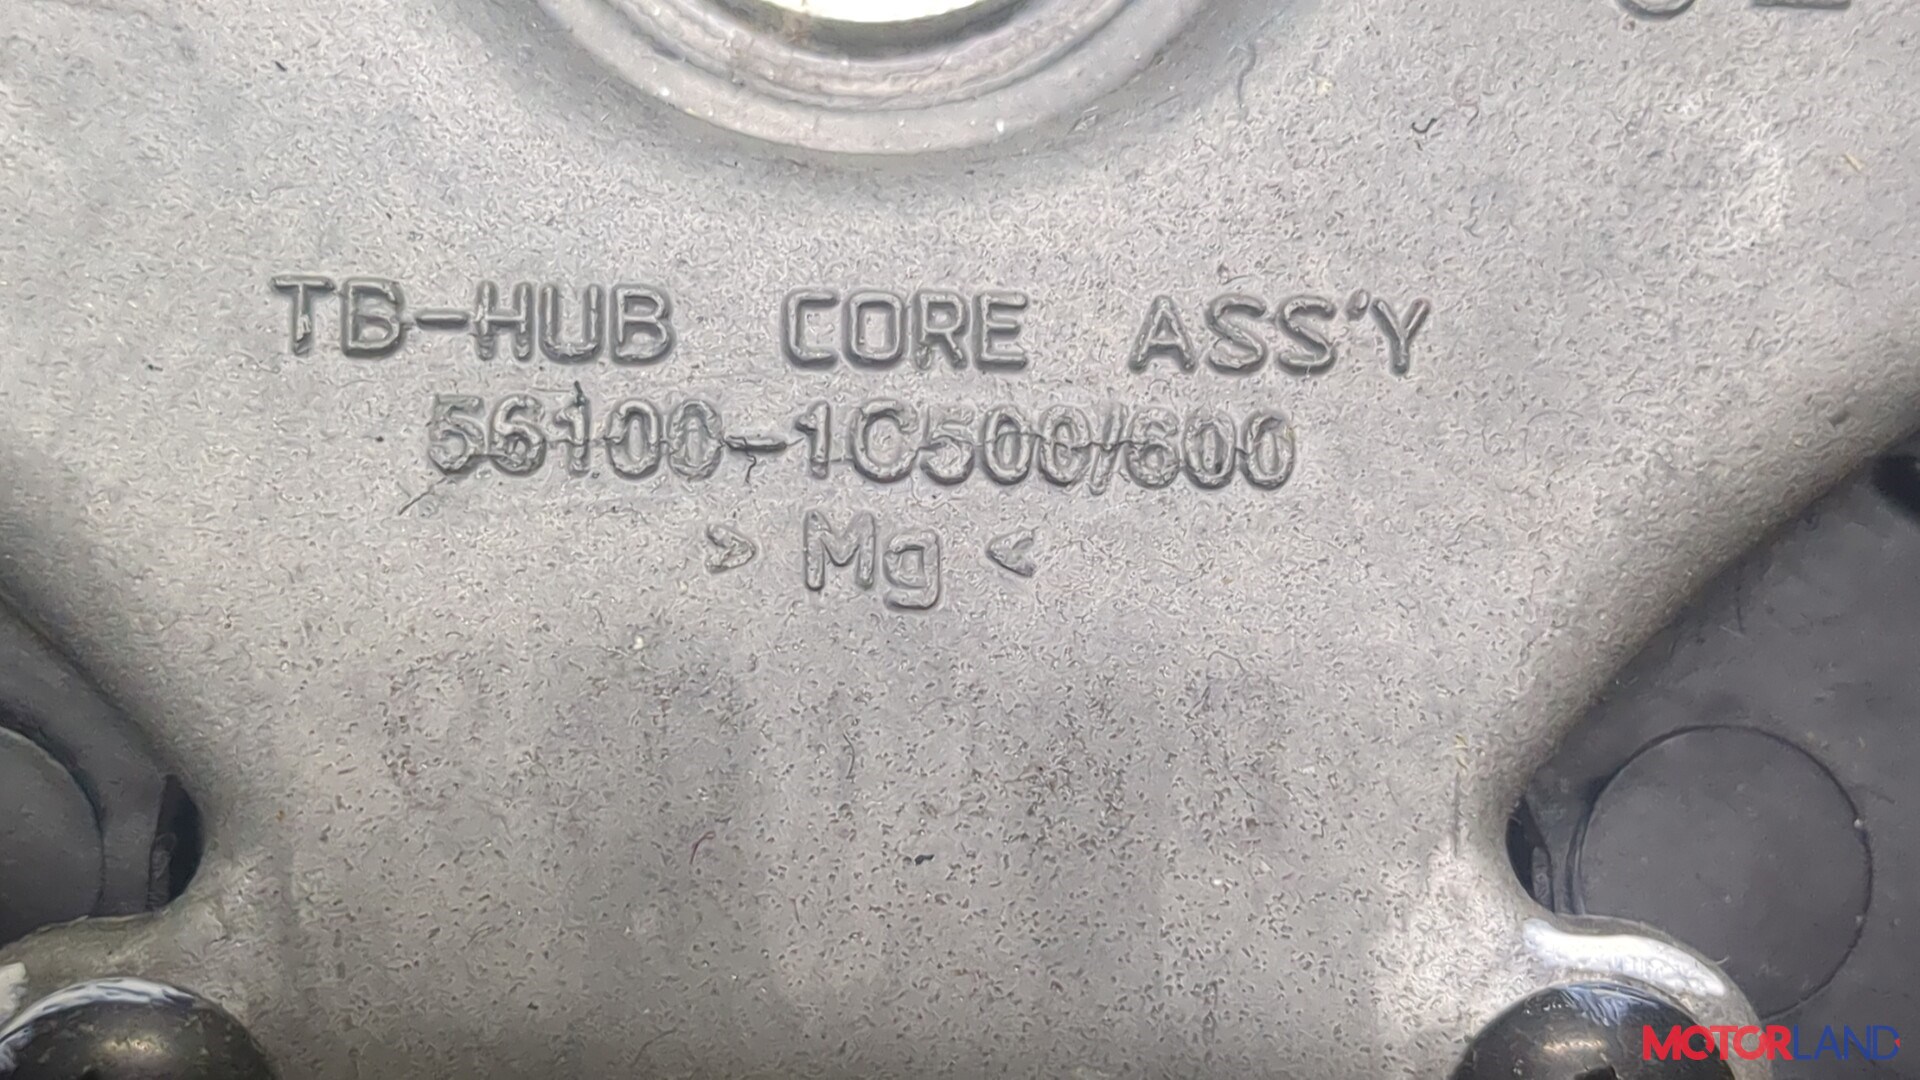 TB-HUB CORE ASS'Y
56100-1C500/600
> Mg <
MOTORLAND